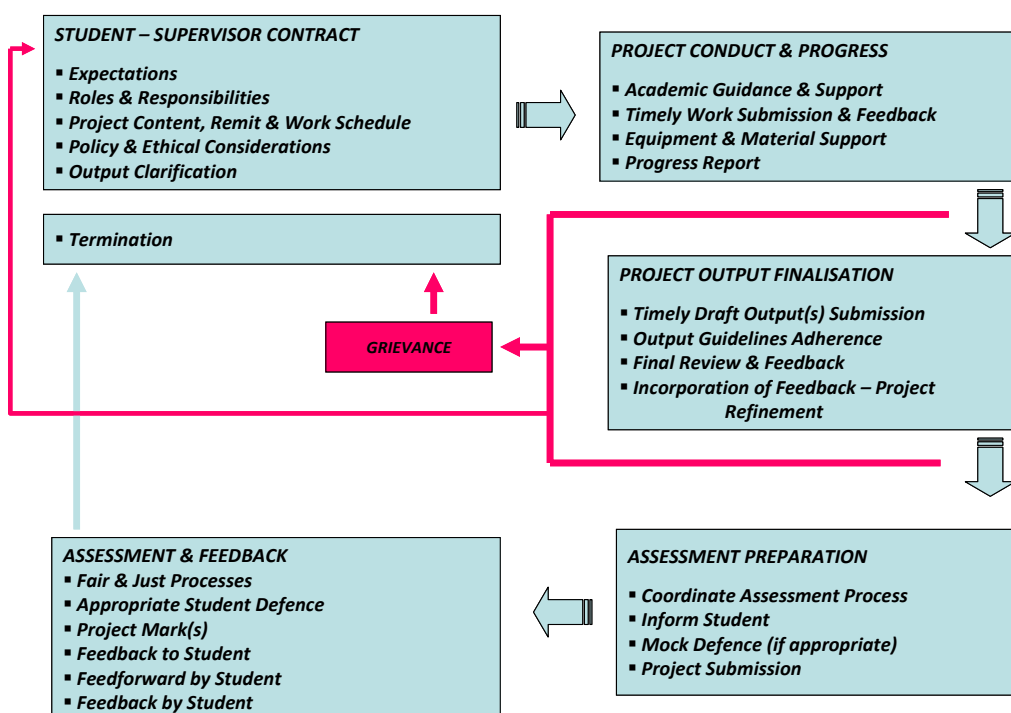 STUDENT – SUPERVISOR CONTRACT
▪ Expectations
▪ Roles & Responsibilities
▪ Project Content, Remit & Work Schedule
▪ Policy & Ethical Considerations
▪ Output Clarification
PROJECT CONDUCT & PROGRESS
▪ Academic Guidance & Support
▪ Timely Work Submission & Feedback
▪ Equipment & Material Support
▪ Progress Report
▪ Termination
GRIEVANCE
PROJECT OUTPUT FINALISATION
▪ Timely Draft Output(s) Submission
▪ Output Guidelines Adherence
▪ Final Review & Feedback
▪ Incorporation of Feedback – Project
Refinement
ASSESSMENT PREPARATION
▪ Coordinate Assessment Process
▪ Inform Student
▪ Mock Defence (if appropriate)
▪ Project Submission
ASSESSMENT & FEEDBACK
▪ Fair & Just Processes
▪ Appropriate Student Defence
▪ Project Mark(s)
▪ Feedback to Student
▪ Feedforward by Student
▪ Feedback by Student